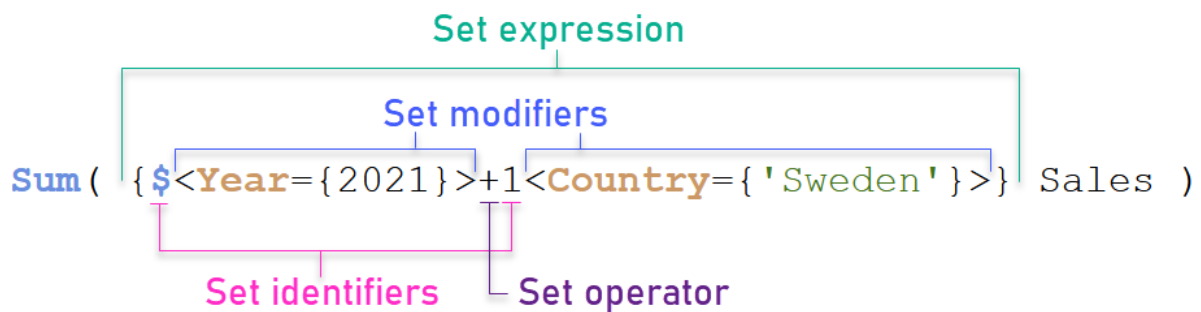 Set expression
Set modifiers
Sum( {$<Year={2021}>+1<Country={'Sweden'}>} Sales )
Set identifiers
Set operator